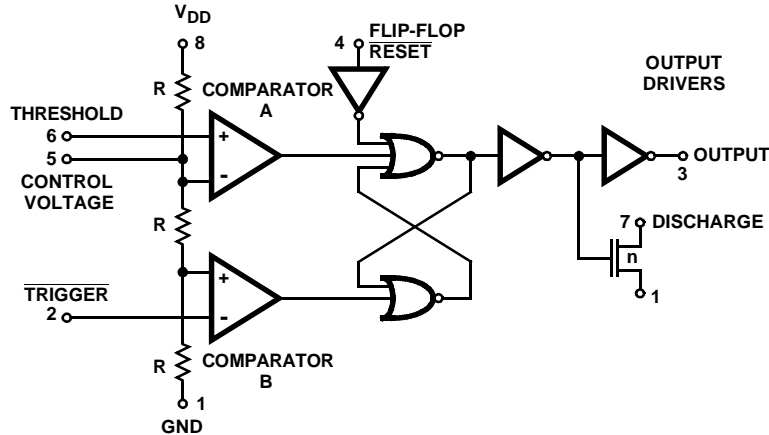 V_DD
8
R
THRESHOLD
6
5
CONTROL
VOLTAGE
COMPARATOR
A
+
-
4
FLIP-FLOP
RESET
OUTPUT
DRIVERS
OUTPUT
3
R
7
DISCHARGE
n
1
TRIGGER
2
+
-
R
COMPARATOR
B
1
GND